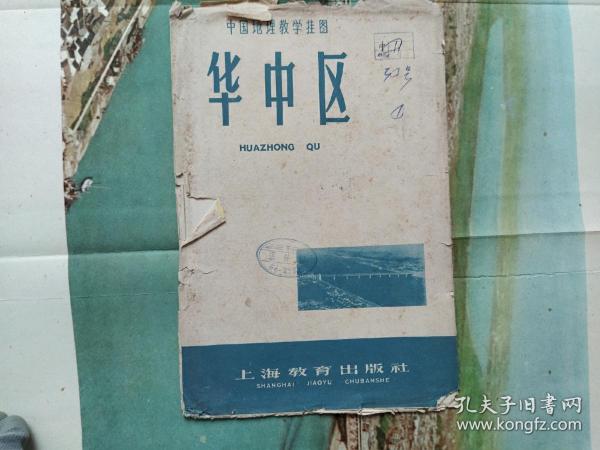 中国地理教学挂图
华中区
HUAZHONG QU
上海教育出版社
SHANGHAI JIAOYU CHUBANSHE
孔夫子旧书网
www.kongfz.com